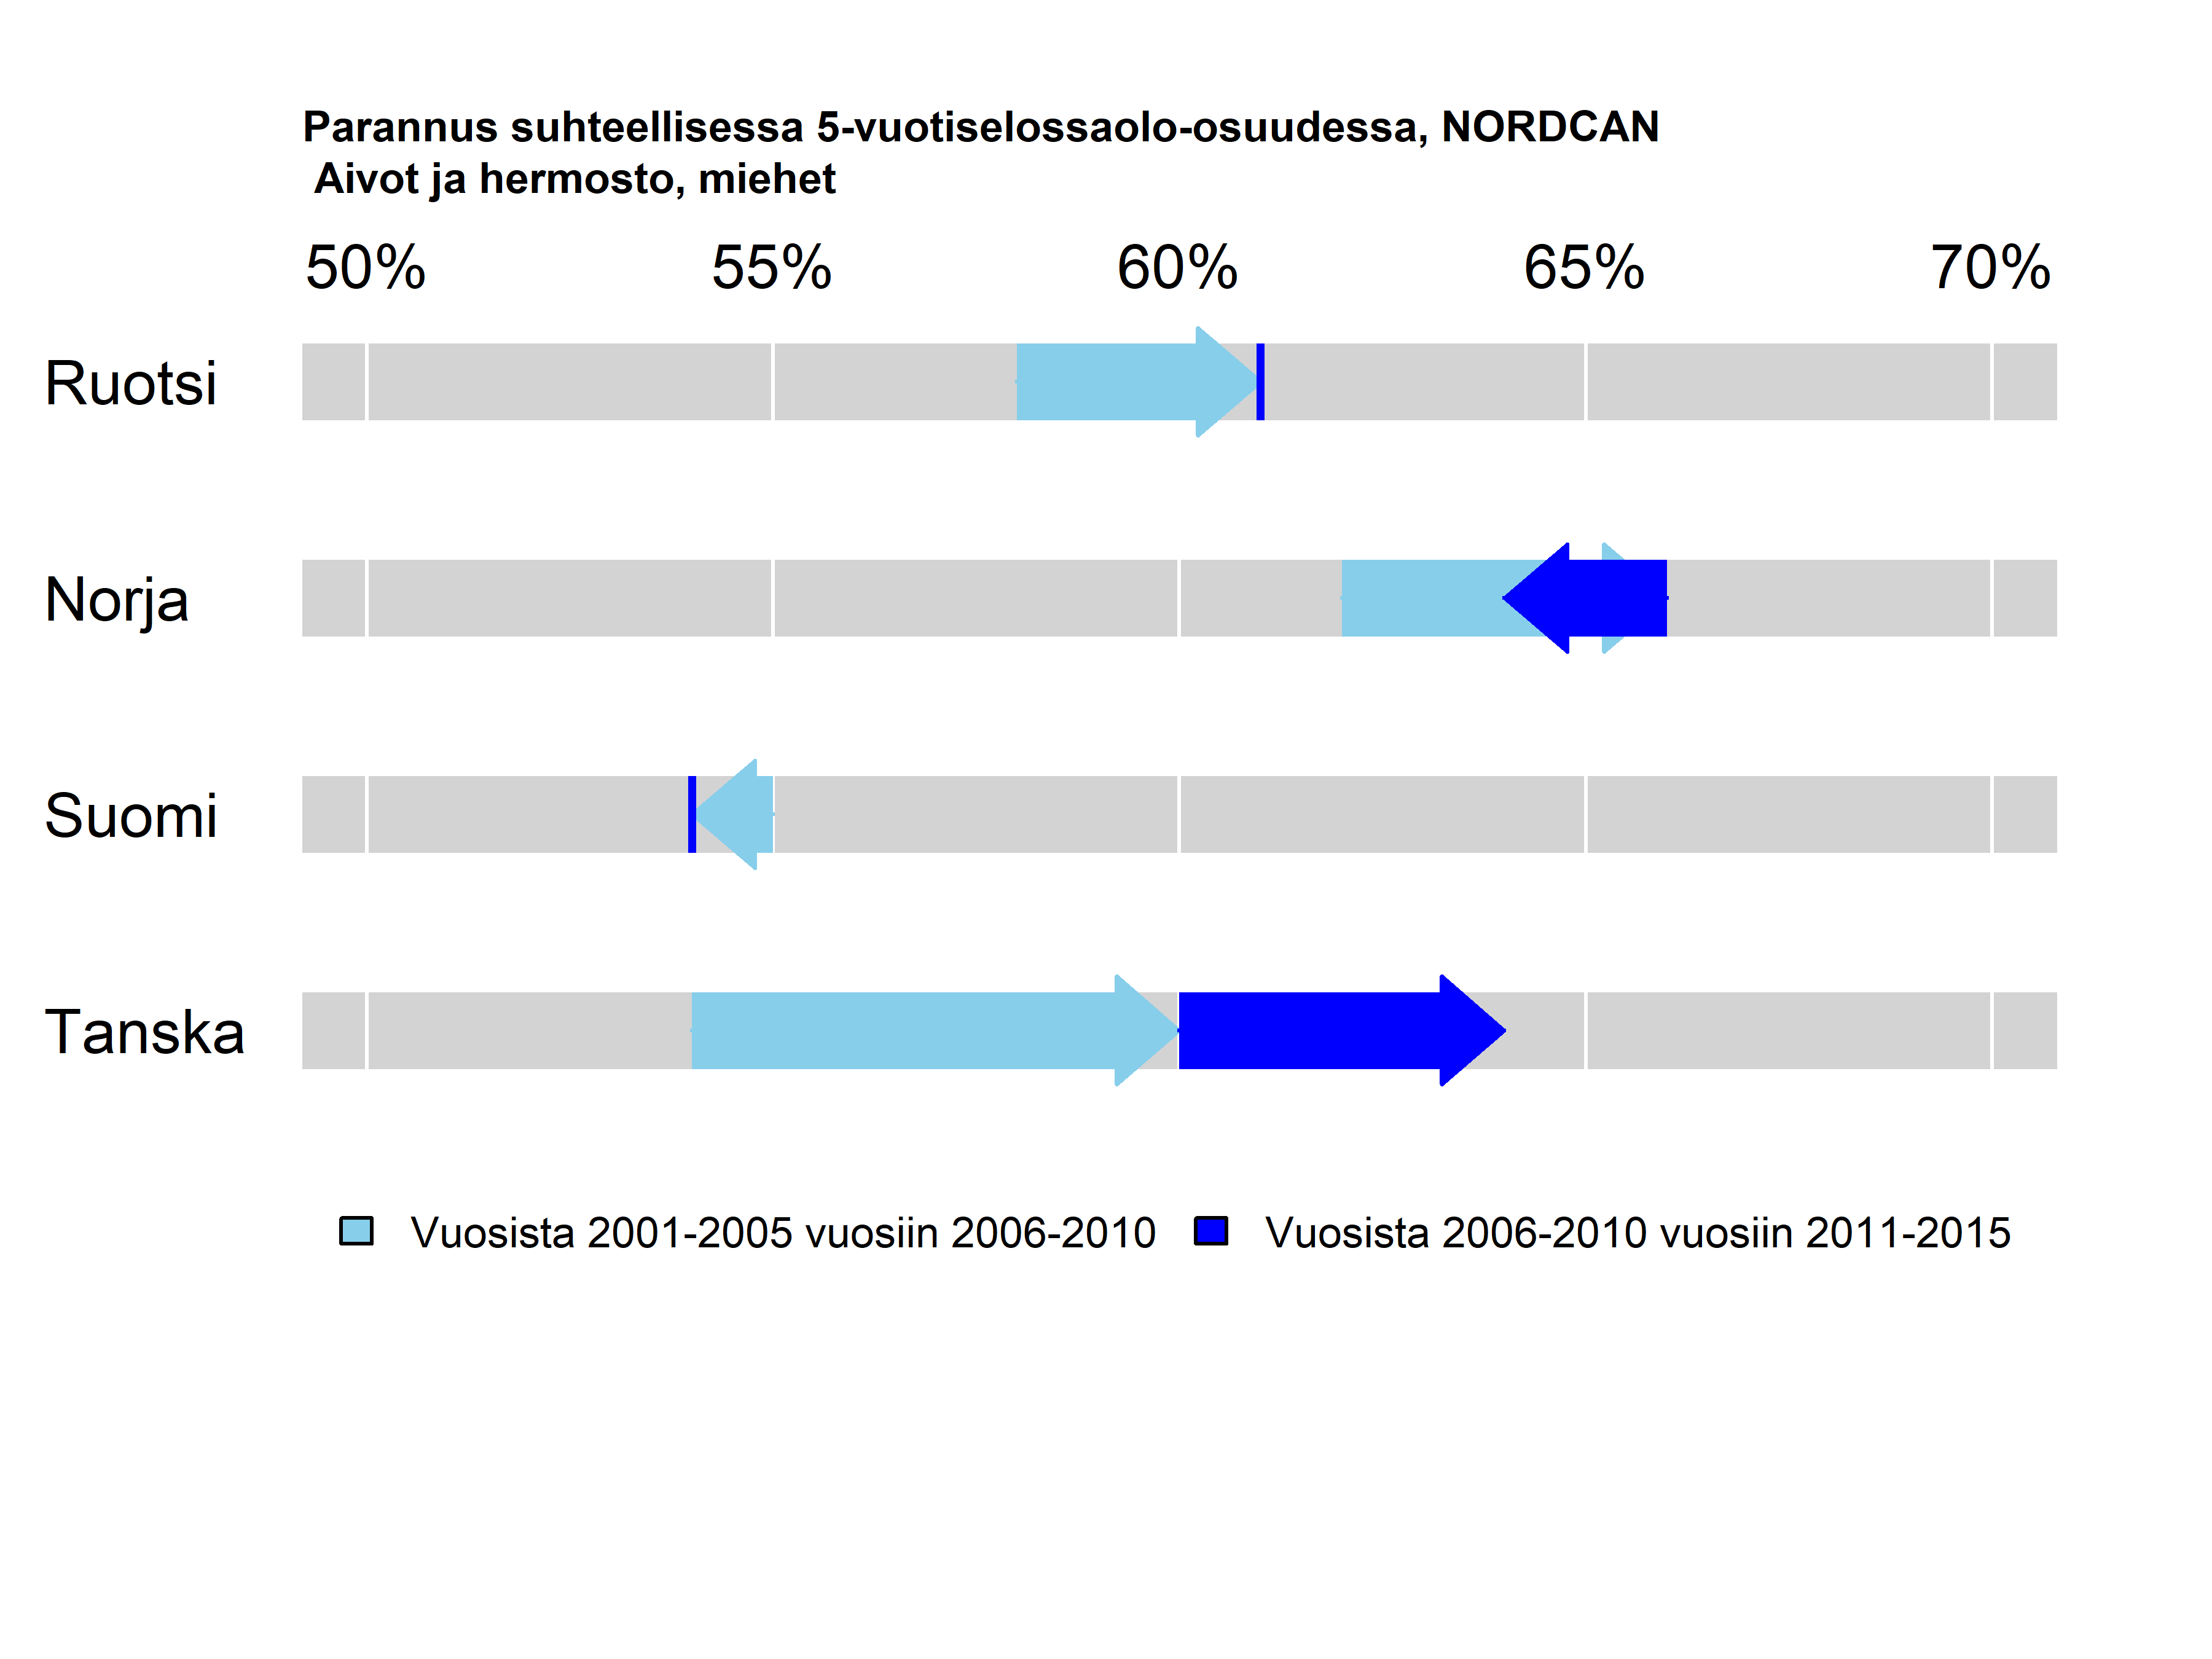 Parannus suhteellisessa 5-vuotiselossaolo-osuudessa, NORDCAN
Aivot ja hermosto, miehet
50% 55% 60% 65% 70%
Ruotsi
Norja
Suomi
Tanska
Vuosista 2001-2005 vuosiin 2006-2010 Vuosista 2006-2010 vuosiin 2011-2015